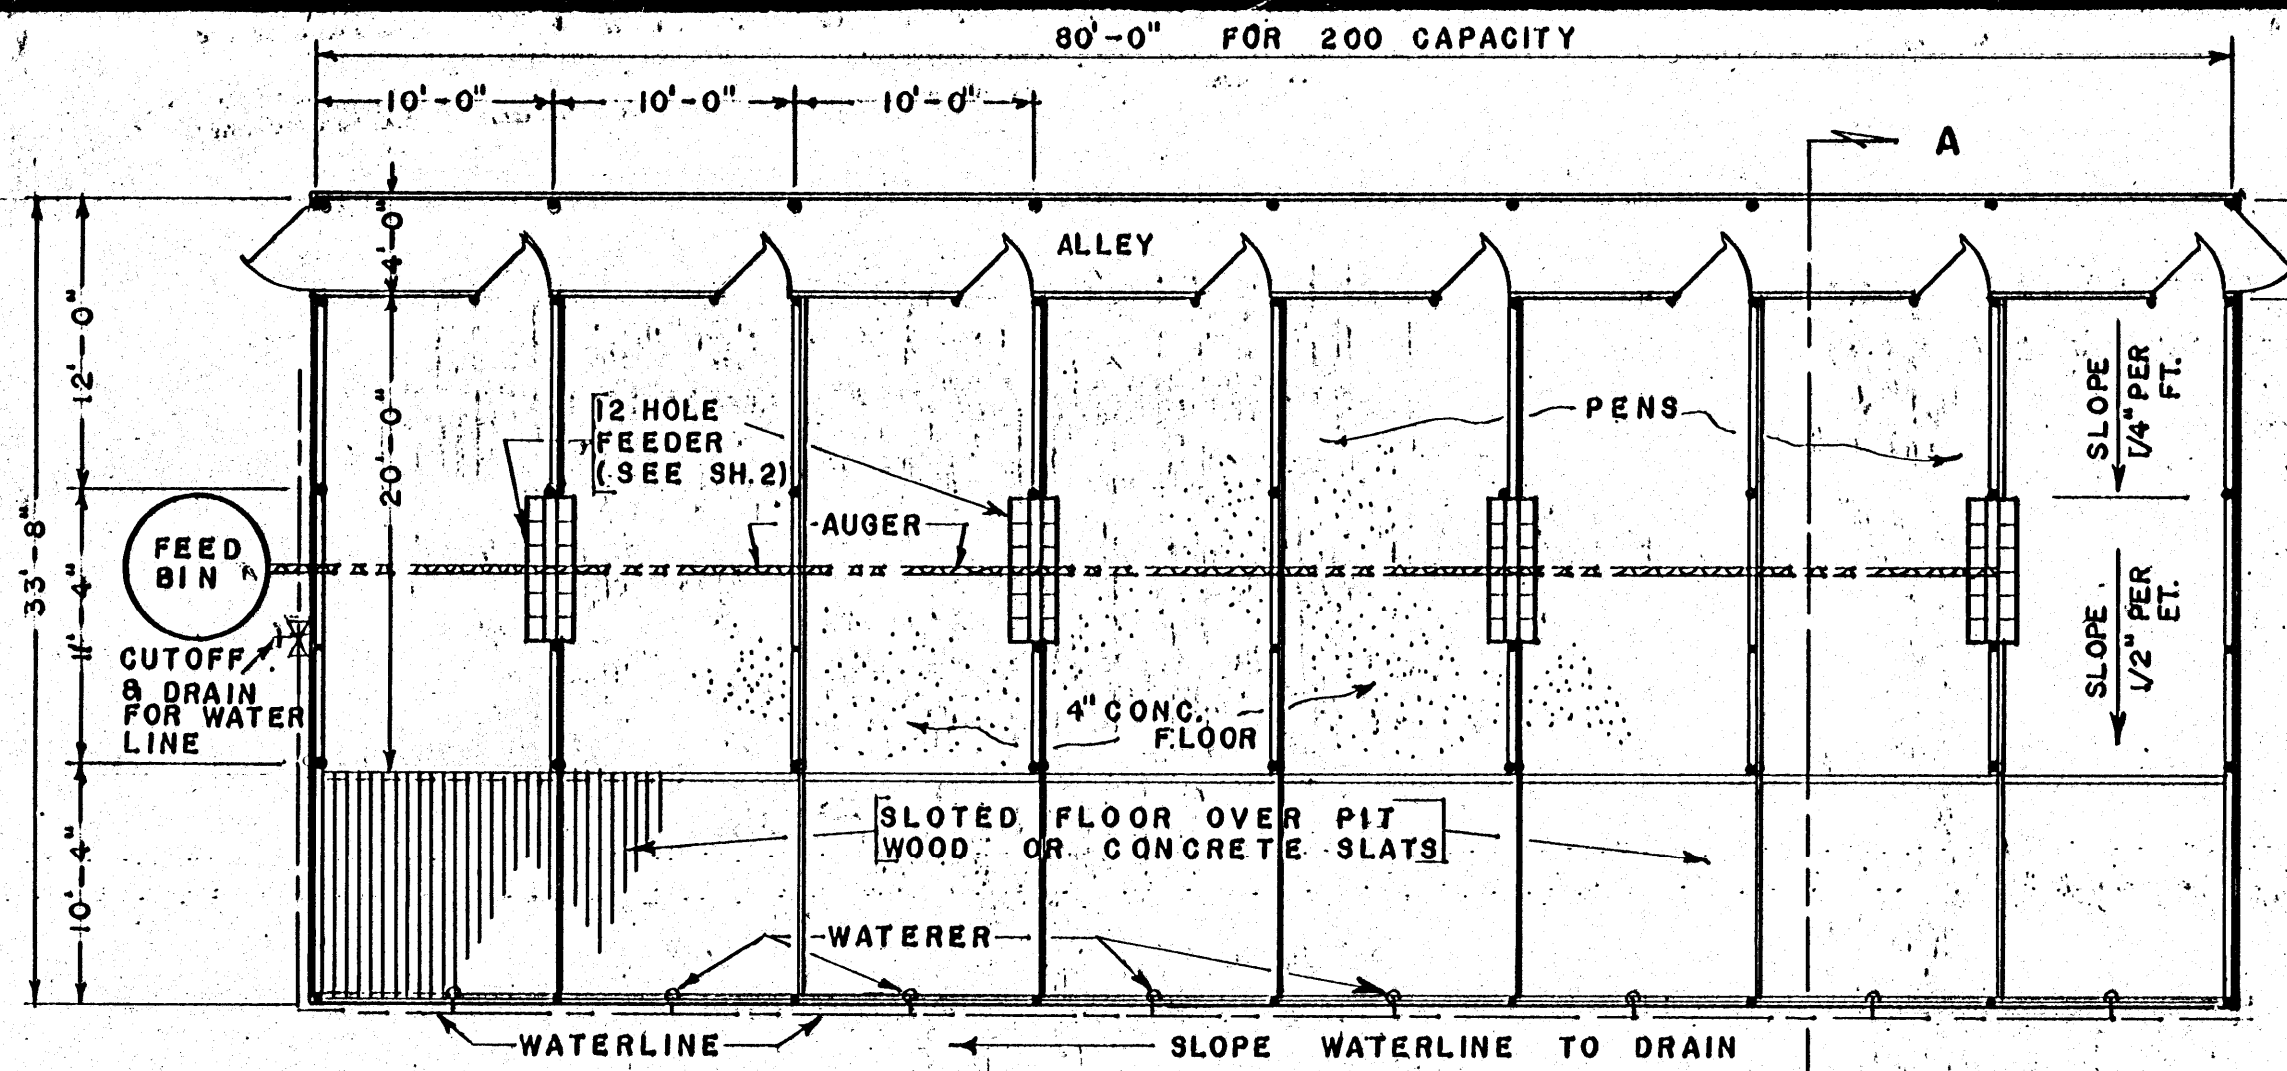 80'-0" FOR 200 CAPACITY
10'-0" 10'-0" 10'-0"
A
4'-0"
ALLEY
12'-0"
33'-8"
11'-4"
10'-4"
20'-0"
12 HOLE
FEEDER
(SEE SH.2)
PENS
SLOPE
1/4" PER
FT.
AUGER
FEED
BIN
SLOPE
1/2" PER
ET.
CUTOFF
& DRAIN
FOR WATER
LINE
4" CONC.
FLOOR
SLOTED FLOOR OVER PIT
WOOD OR CONCRETE SLATS
WATERER
WATERLINE
SLOPE WATERLINE TO DRAIN